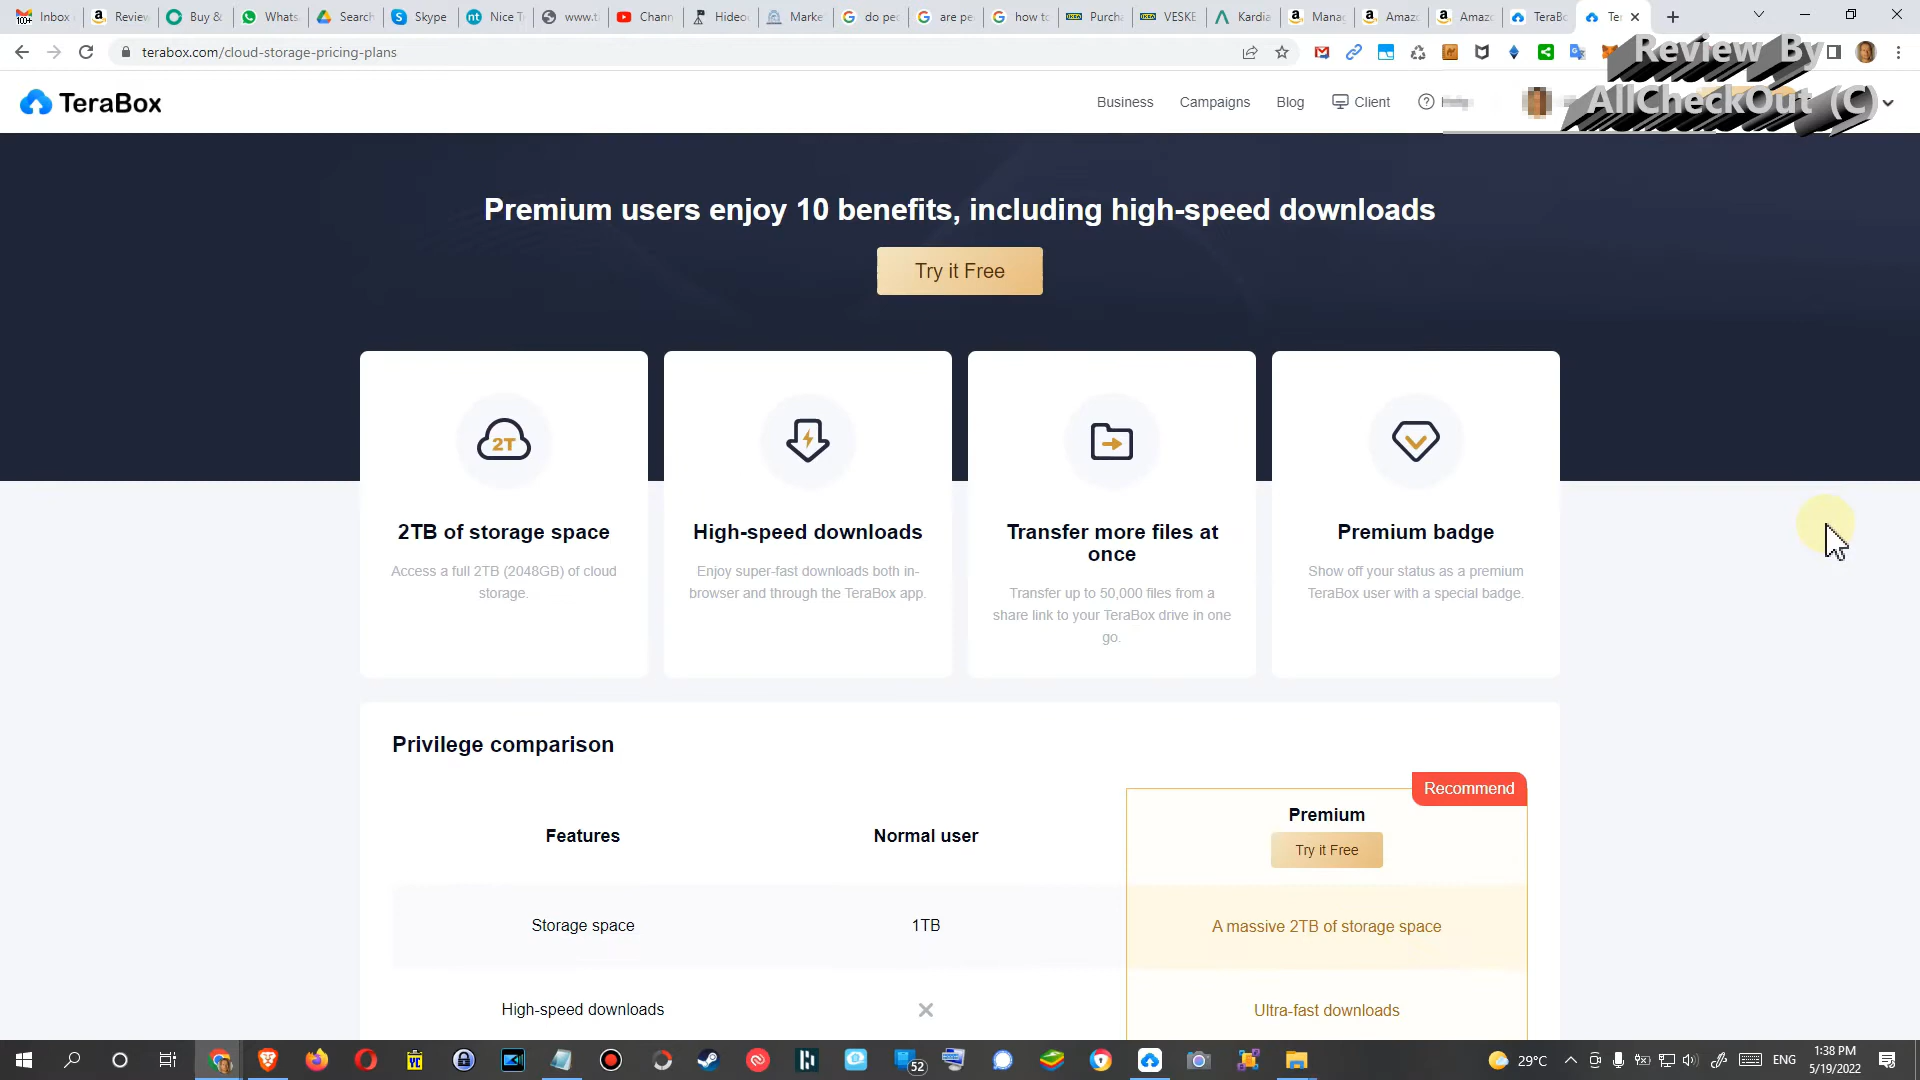 Inbox
Review
Buy &
Whats
Search
Skype
Nice T
www.t
Chann
Hideo
Marke
do pe
are pe
how to
Purcha
VESKE
Kardia
Mana
Amaz
Amaz
TeraBo
Te
terabox.com/cloud-storage-pricing-plans
Review By
AllCheckOut (C)
TeraBox
Business
Campaigns
Blog
Client
Premium users enjoy 10 benefits, including high-speed downloads
Try it Free
2T
2TB of storage space
Access a full 2TB (2048GB) of cloud
storage.
High-speed downloads
Enjoy super-fast downloads both in-
browser and through the TeraBox app.
Transfer more files at
once
Transfer up to 50,000 files from a
share link to your TeraBox drive in one
go.
Premium badge
Show off your status as a premium
TeraBox user with a special badge.
Privilege comparison
Recommend
Features
Normal user
Premium
Try it Free
Storage space
1TB
A massive 2TB of storage space
High-speed downloads
Ultra-fast downloads
52
29°C
ENG
1:38 PM
5/19/2022